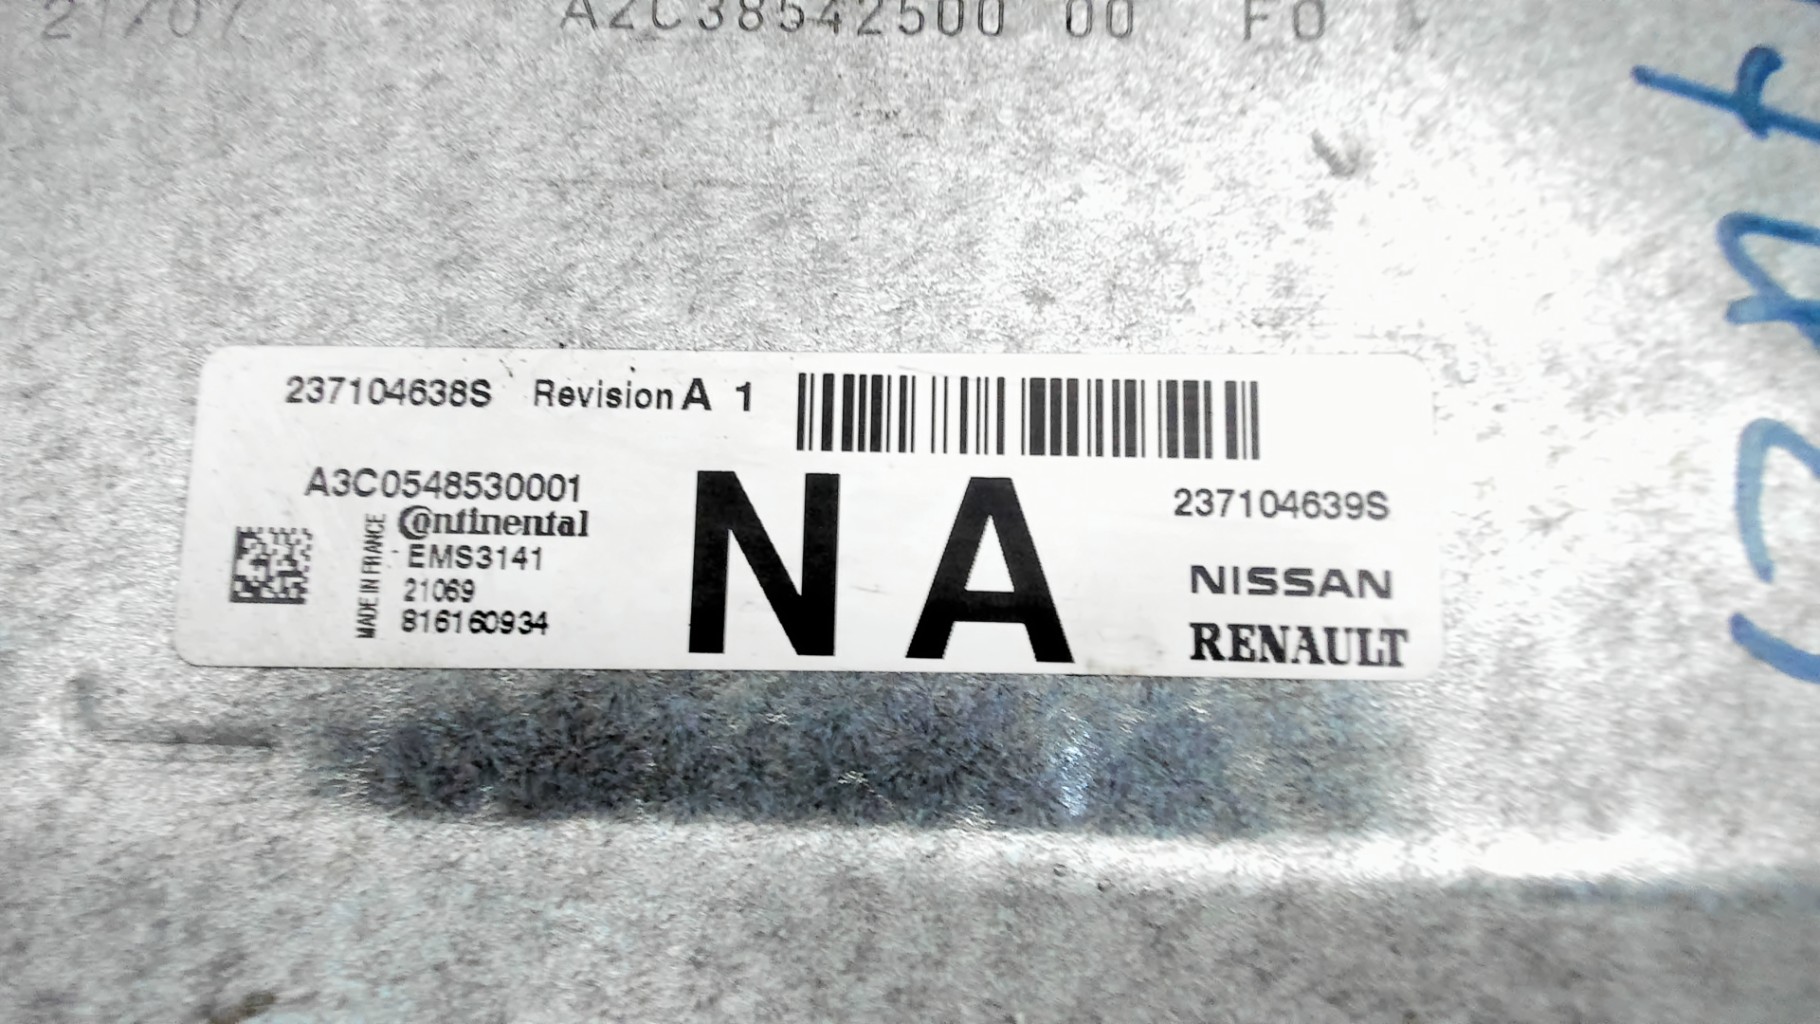 A2C38542500 00 F0
237104638S Revision A 1
A3C0548530001
Continental
MADE IN FRANCE
EMS3141
21069
816160934
NA
237104639S
NISSAN
RENAULT